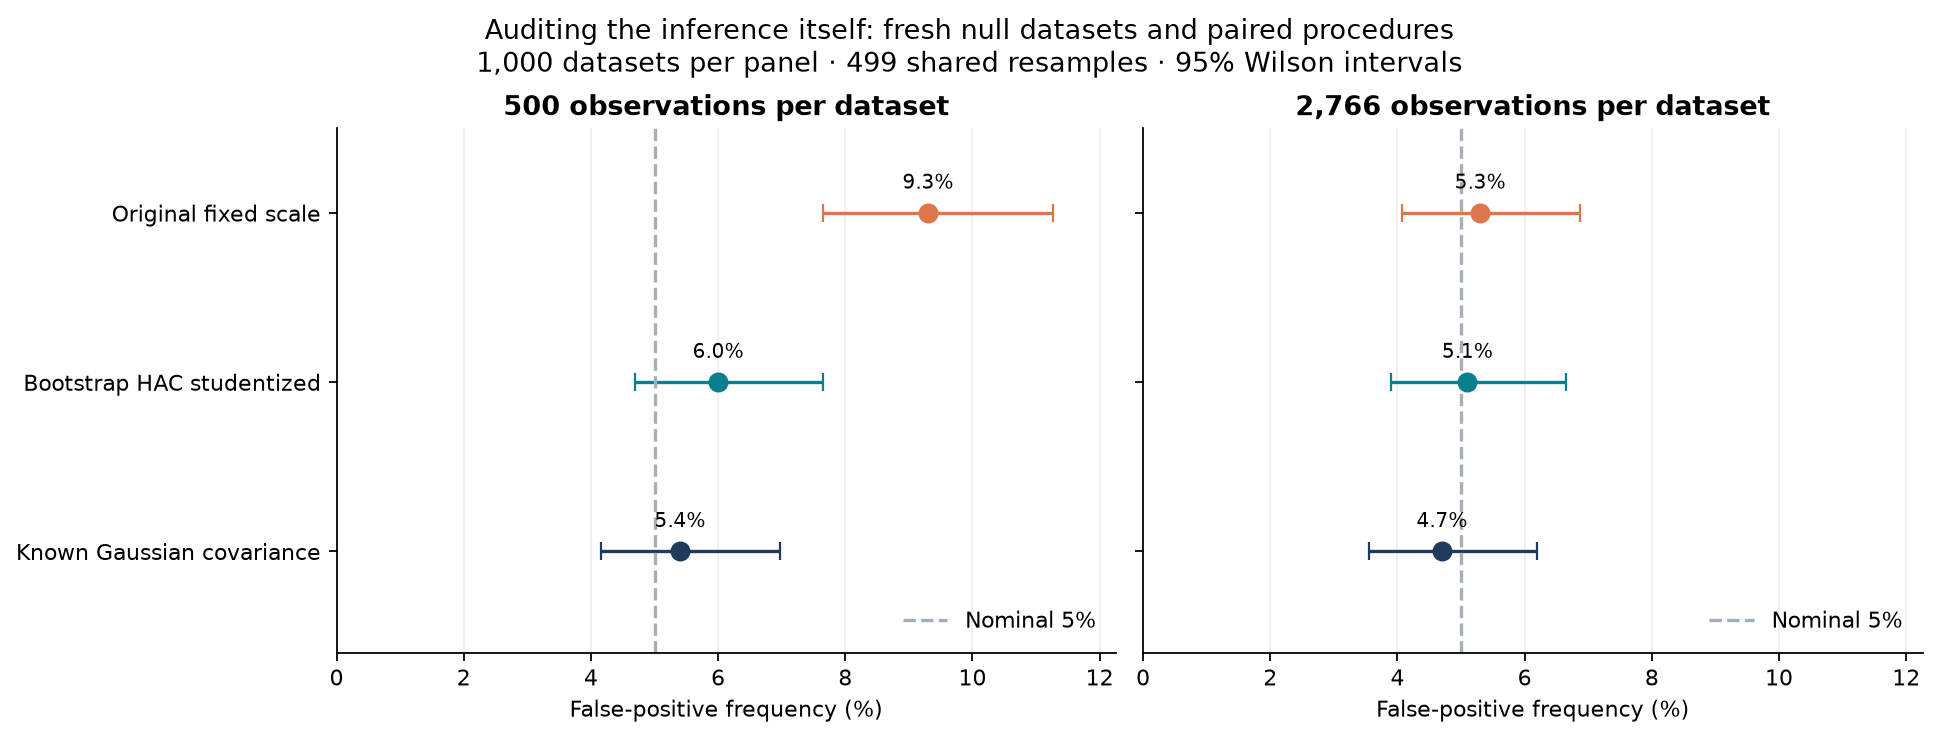 Auditing the inference itself: fresh null datasets and paired procedures
1,000 datasets per panel · 499 shared resamples · 95% Wilson intervals
500 observations per dataset
Original fixed scale
9.3%
Bootstrap HAC studentized
6.0%
Known Gaussian covariance
5.4%
Nominal 5%
0 2 4 6 8 10 12
False-positive frequency (%)
2,766 observations per dataset
5.3%
5.1%
4.7%
Nominal 5%
0 2 4 6 8 10 12
False-positive frequency (%)